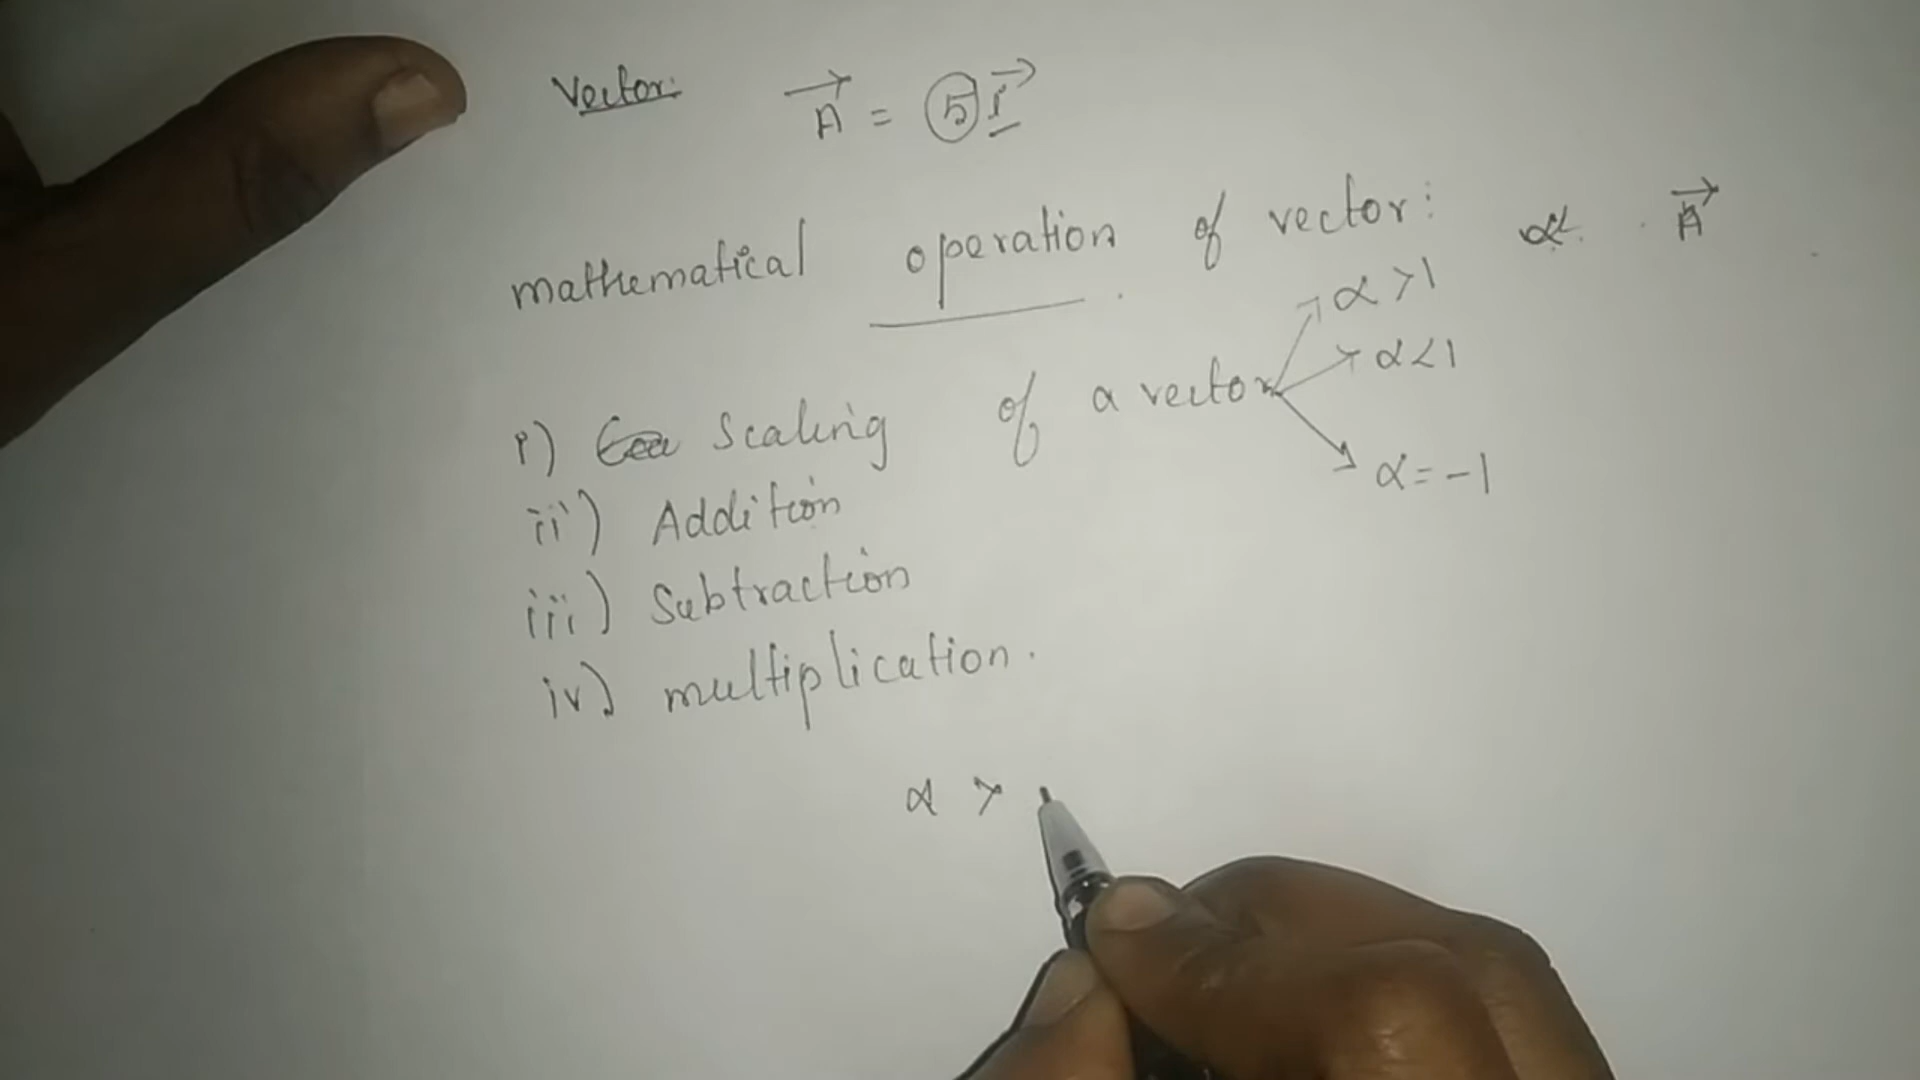 Vector: A⃗ = 5 r⃗
mathematical operation of vector: α . A⃗
α>1
α<1
i) scaling of a vector
α=-1
ii) Addition
iii) Subtraction
iv) multiplication.
α >